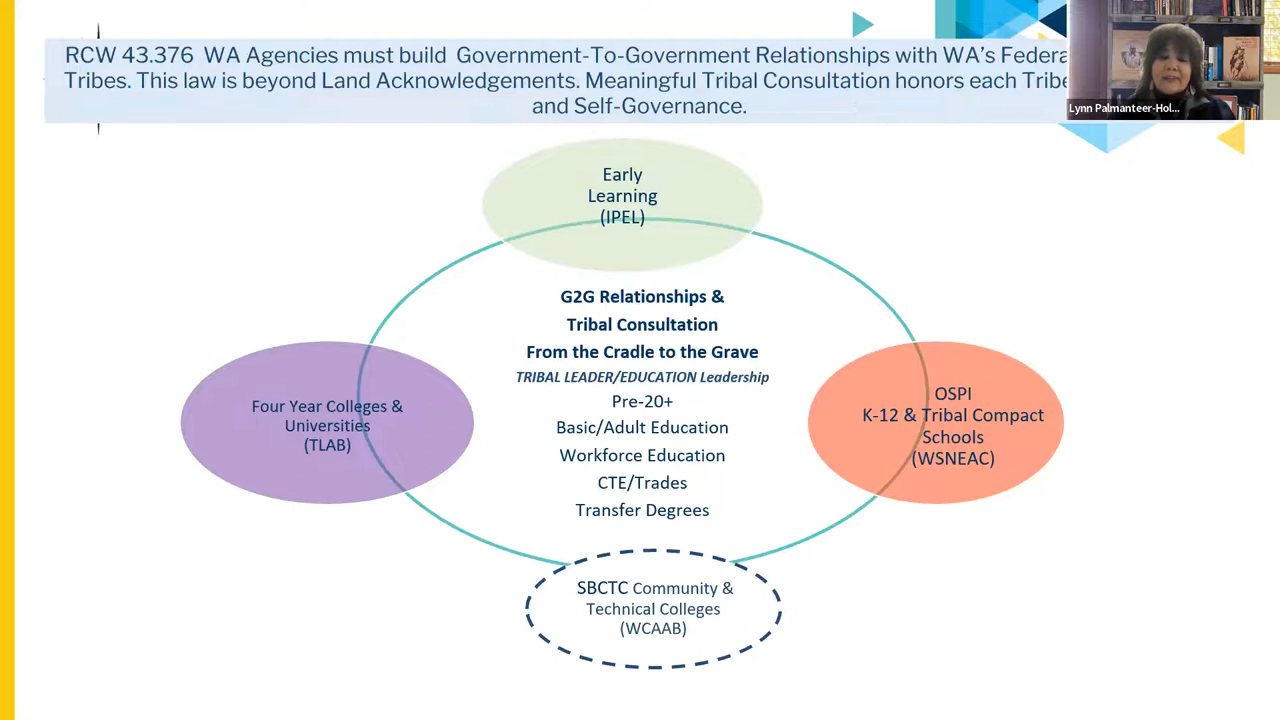 RCW 43.376 WA Agencies must build Government-To-Government Relationships with WA's
Tribes. This law is beyond Land Acknowledgements. Meaningful Tribal Consultation honors each
and Self-Governance.
Lynn Palmanteer-Hol...
Early
Learning
(IPEL)
G2G Relationships &
Tribal Consultation
From the Cradle to the Grave
TRIBAL LEADER/EDUCATION Leadership
Pre-20+
Basic/Adult Education
Workforce Education
CTE/Trades
Transfer Degrees
Four Year Colleges &
Universities
(TLAB)
OSPI
K-12 & Tribal Compact
Schools
(WSNEAC)
SBCTC Community &
Technical Colleges
(WCAAB)